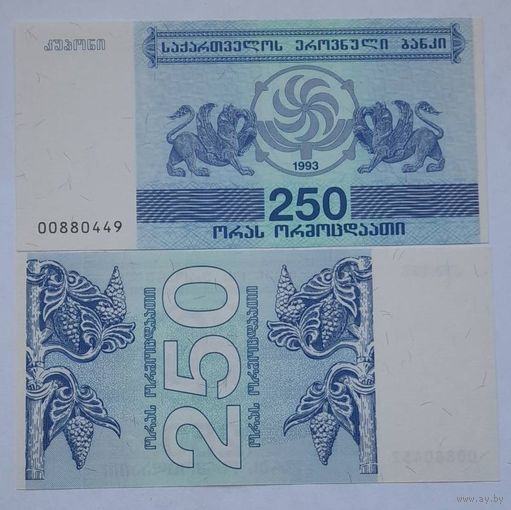 კუპონი
საქართველოს ეროვნული ბანკი
1993
00880449
250
ორას ორმოცდაათი
ორას ორმოცდაათი
250
ორას ორმოცდაათი
www.ay.by